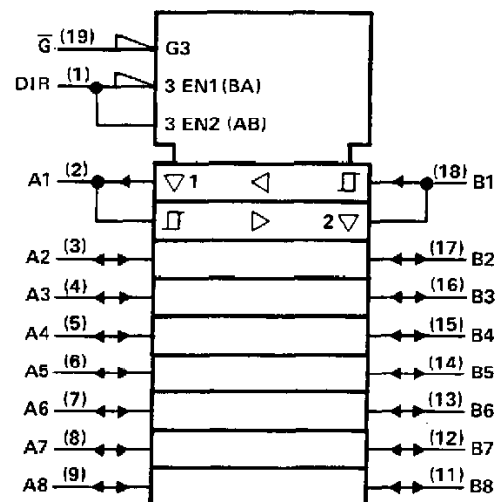 G̅ (19) G3
DIR (1) 3 EN1 (BA)
3 EN2 (AB)
A1 (2) 1 (18) B1
2
A2 (3) (17) B2
A3 (4) (16) B3
A4 (5) (15) B4
A5 (6) (14) B5
A6 (7) (13) B6
A7 (8) (12) B7
A8 (9) (11) B8